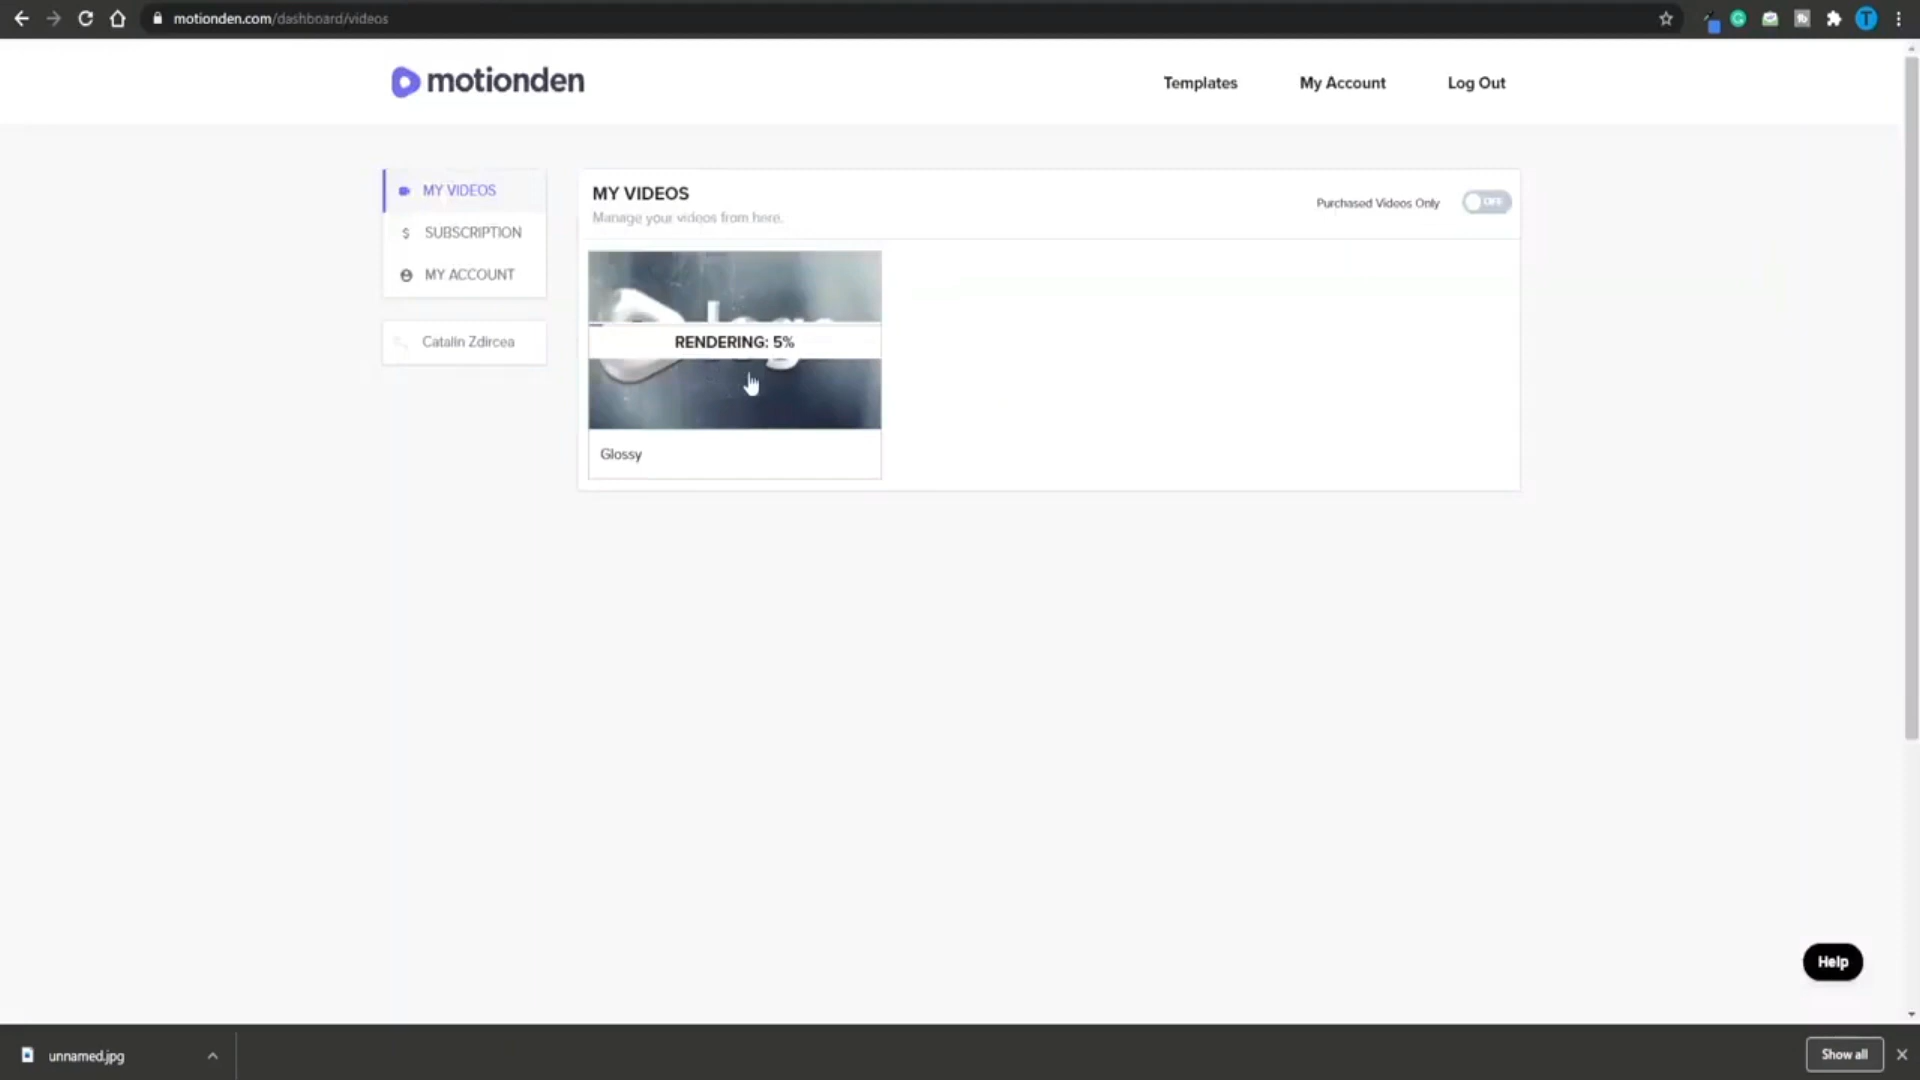 motionden.com/dashboard/videos
T
motionden
Templates
My Account
Log Out
MY VIDEOS
$ SUBSCRIPTION
MY ACCOUNT
Catalin Zdircea
MY VIDEOS
Manage your videos from here.
Purchased Videos Only
OFF
RENDERING: 5%
Glossy
Help
unnamed.jpg
Show all